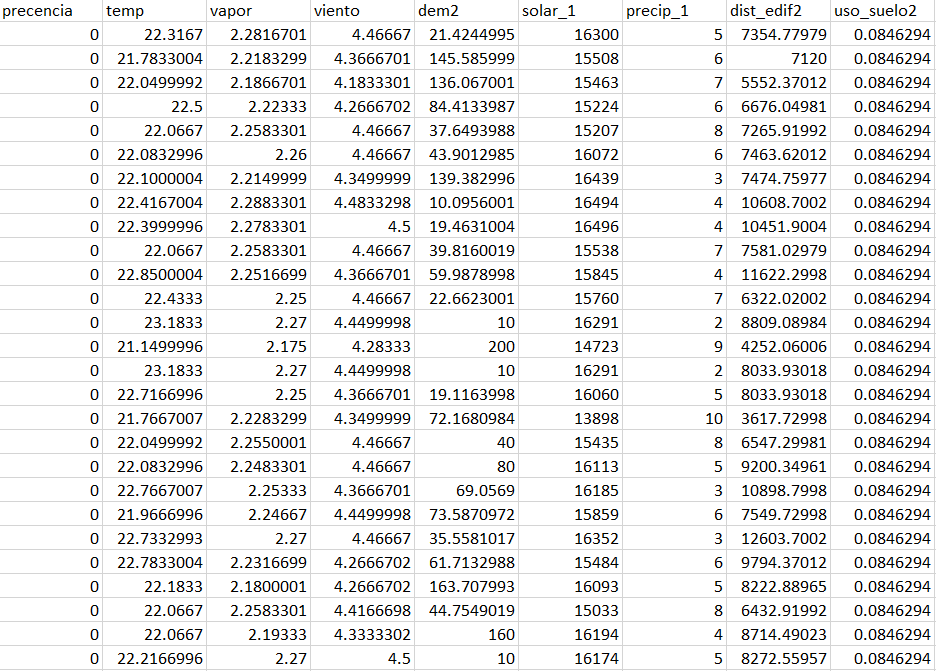 precencia temp vapor viento dem2 solar_1 precip_1 dist_edif2 uso_suelo2
0 22.3167 2.2816701 4.46667 21.4244995 16300 5 7354.77979 0.0846294
0 21.7833004 2.2183299 4.3666701 145.585999 15508 6 7120 0.0846294
0 22.0499992 2.1866701 4.1833301 136.067001 15463 7 5552.37012 0.0846294
0 22.5 2.22333 4.2666702 84.4133987 15224 6 6676.04981 0.0846294
0 22.0667 2.2583301 4.46667 37.6493988 15207 8 7265.91992 0.0846294
0 22.0832996 2.26 4.46667 43.9012985 16072 6 7463.62012 0.0846294
0 22.1000004 2.2149999 4.3499999 139.382996 16439 3 7474.75977 0.0846294
0 22.4167004 2.2883301 4.4833298 10.0956001 16494 4 10608.7002 0.0846294
0 22.3999996 2.2783301 4.5 19.4631004 16496 4 10451.9004 0.0846294
0 22.0667 2.2583301 4.46667 39.8160019 15538 7 7581.02979 0.0846294
0 22.8500004 2.2516699 4.3666701 59.9878998 15845 4 11622.2998 0.0846294
0 22.4333 2.25 4.46667 22.6623001 15760 7 6322.02002 0.0846294
0 23.1833 2.27 4.4499998 10 16291 2 8809.08984 0.0846294
0 21.1499996 2.175 4.28333 200 14723 9 4252.06006 0.0846294
0 23.1833 2.27 4.4499998 10 16291 2 8033.93018 0.0846294
0 22.7166996 2.25 4.3666701 19.1163998 16060 5 8033.93018 0.0846294
0 21.7667007 2.2283299 4.3499999 72.1680984 13898 10 3617.72998 0.0846294
0 22.0499992 2.2550001 4.46667 40 15435 8 6547.29981 0.0846294
0 22.0832996 2.2483301 4.46667 80 16113 5 9200.34961 0.0846294
0 22.7667007 2.25333 4.3666701 69.0569 16185 3 10898.7998 0.0846294
0 21.9666996 2.24667 4.4499998 73.5870972 15859 6 7549.72998 0.0846294
0 22.7332993 2.27 4.46667 35.5581017 16352 3 12603.7002 0.0846294
0 22.7833004 2.2316699 4.2666702 61.7132988 15484 6 9794.37012 0.0846294
0 22.1833 2.1800001 4.2666702 163.707993 16093 5 8222.88965 0.0846294
0 22.0667 2.2583301 4.4166698 44.7549019 15033 8 6432.91992 0.0846294
0 22.0667 2.19333 4.3333302 160 16194 4 8714.49023 0.0846294
0 22.2166996 2.27 4.5 10 16174 5 8272.55957 0.0846294